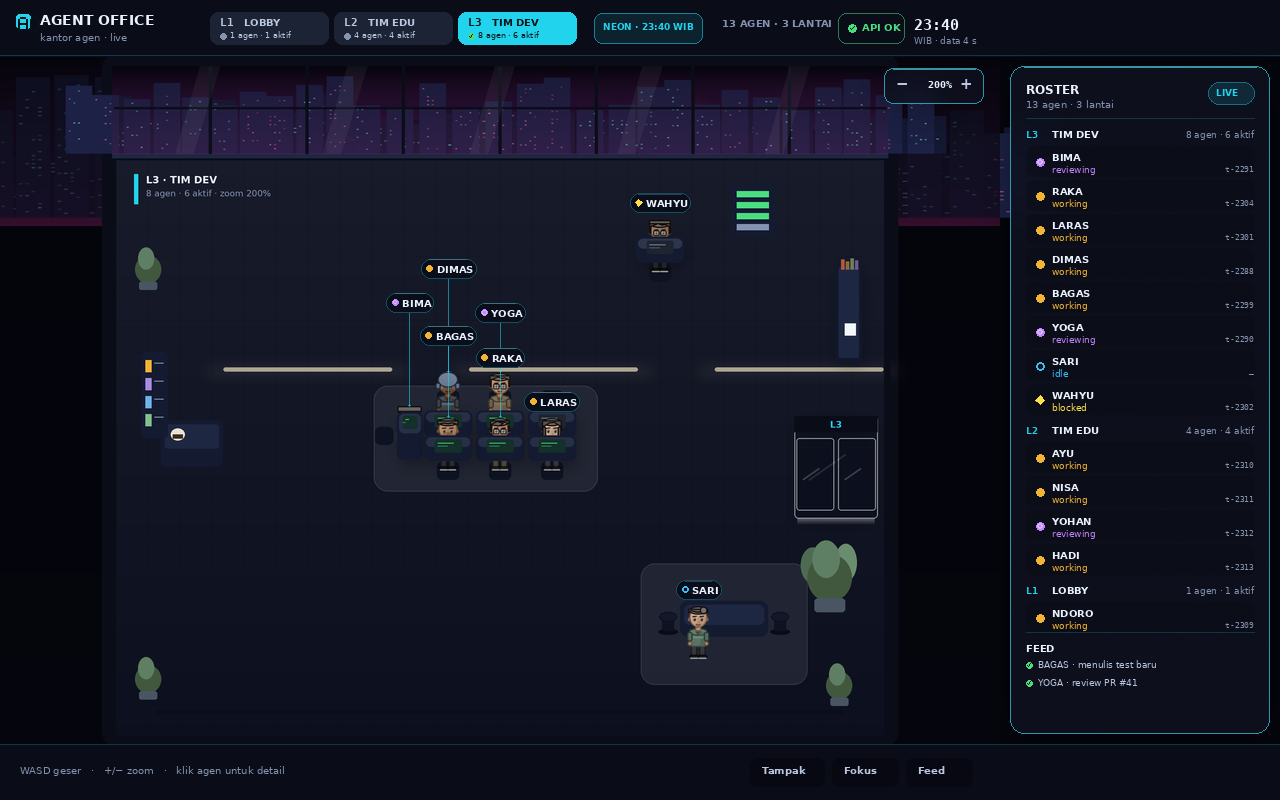 AGENT OFFICE
kantor agen · live
L1 LOBBY
1 agen · 1 aktif
L2 TIM EDU
4 agen · 4 aktif
L3 TIM DEV
8 agen · 6 aktif
NEON · 23:40 WIB
13 AGEN · 3 LANTAI
API OK
23:40
WIB · data 4 s
− 200% +
L3 · TIM DEV
8 agen · 6 aktif · zoom 200%
WAHYU
DIMAS
BIMA
YOGA
BAGAS
RAKA
LARAS
L3
SARI
ROSTER
13 agen · 3 lantai
LIVE
L3 TIM DEV 8 agen · 6 aktif
BIMA
reviewing t-2291
RAKA
working t-2304
LARAS
working t-2301
DIMAS
working t-2288
BAGAS
working t-2299
YOGA
reviewing t-2290
SARI
idle –
WAHYU
blocked t-2302
L2 TIM EDU 4 agen · 4 aktif
AYU
working t-2310
NISA
working t-2311
YOHAN
reviewing t-2312
HADI
working t-2313
L1 LOBBY 1 agen · 1 aktif
NDORO
working t-2309
FEED
BAGAS · menulis test baru
YOGA · review PR #41
WASD geser · +/− zoom · klik agen untuk detail
Tampak
Fokus
Feed